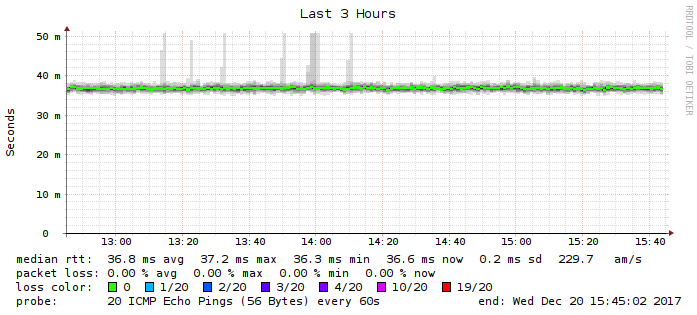 Last 3 Hours
RRDTOOL / TOBI OETIKER
Seconds
50 m
40 m
30 m
20 m
10 m
0
13:00 13:20 13:40 14:00 14:20 14:40 15:00 15:20 15:40
median rtt: 36.8 ms avg 37.2 ms max 36.3 ms min 36.6 ms now 0.2 ms sd 229.7 am/s
packet loss: 0.00 % avg 0.00 % max 0.00 % min 0.00 % now
loss color: 0 1/20 2/20 3/20 4/20 10/20 19/20
probe: 20 ICMP Echo Pings (56 Bytes) every 60s end: Wed Dec 20 15:45:02 2017